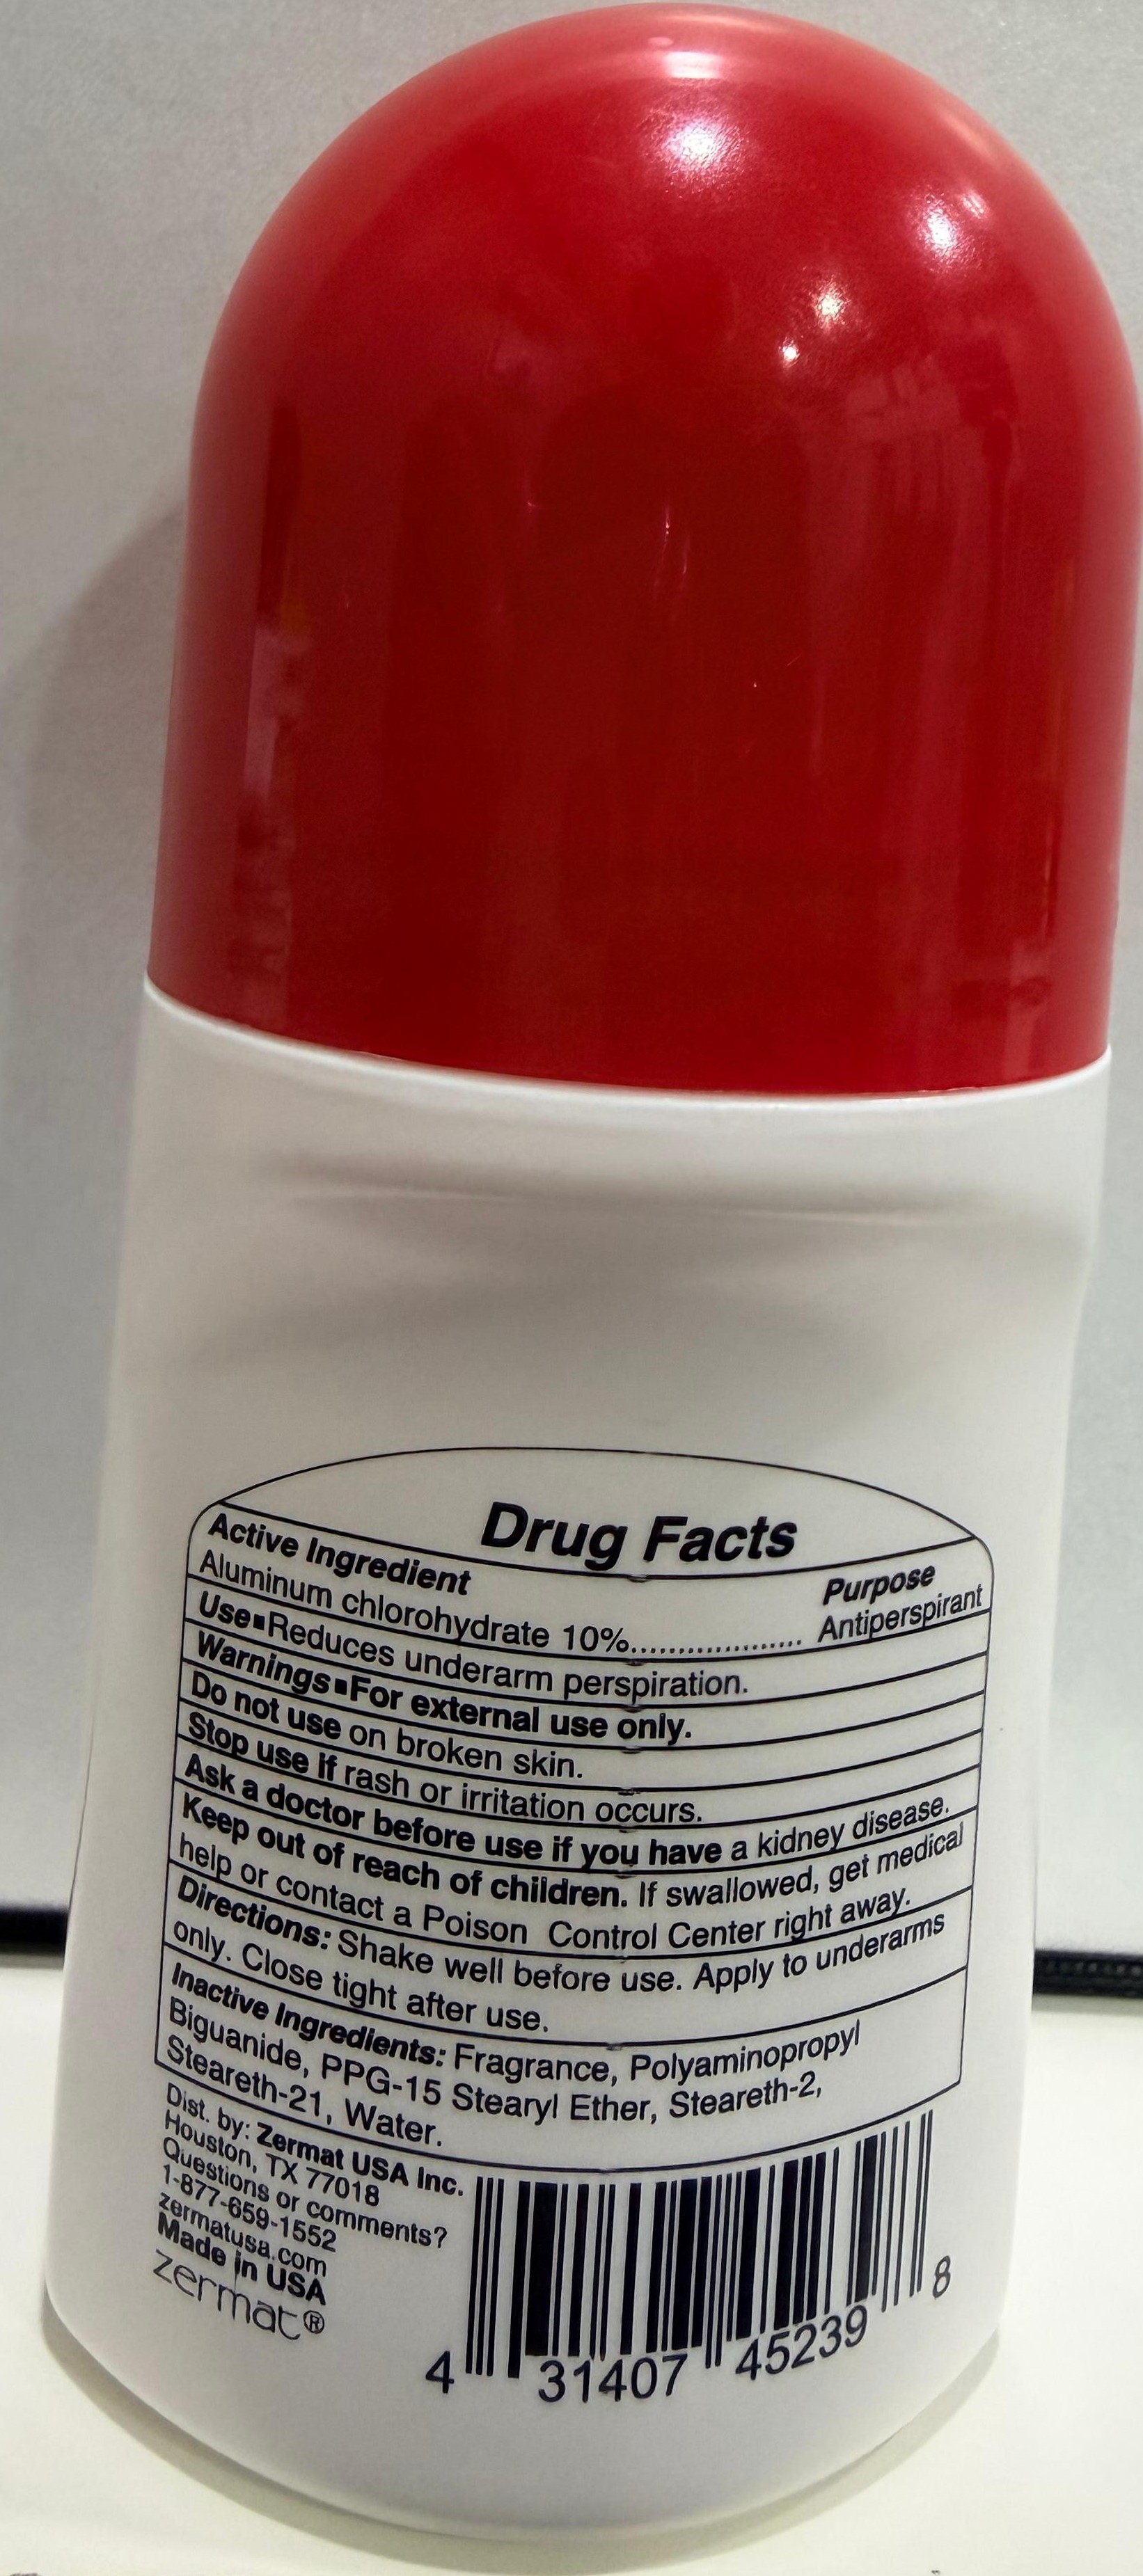 Drug Facts
Active Ingredient Purpose
Aluminum chlorohydrate 10%................... Antiperspirant
Use▪Reduces underarm perspiration.
Warnings▪For external use only.
Do not use on broken skin.
Stop use if rash or irritation occurs.
Ask a doctor before use if you have a kidney disease.
Keep out of reach of children. If swallowed, get medical
help or contact a Poison Control Center right away.
Directions: Shake well before use. Apply to underarms
only. Close tight after use.
Inactive Ingredients: Fragrance, Polyaminopropyl
Biguanide, PPG-15 Stearyl Ether, Steareth-2,
Steareth-21, Water.
Dist. by: Zermat USA Inc.
Houston, TX 77018
Questions or comments?
1-877-659-1552
zermatusa.com
Made in USA
zermat®
4 31407 45239 8